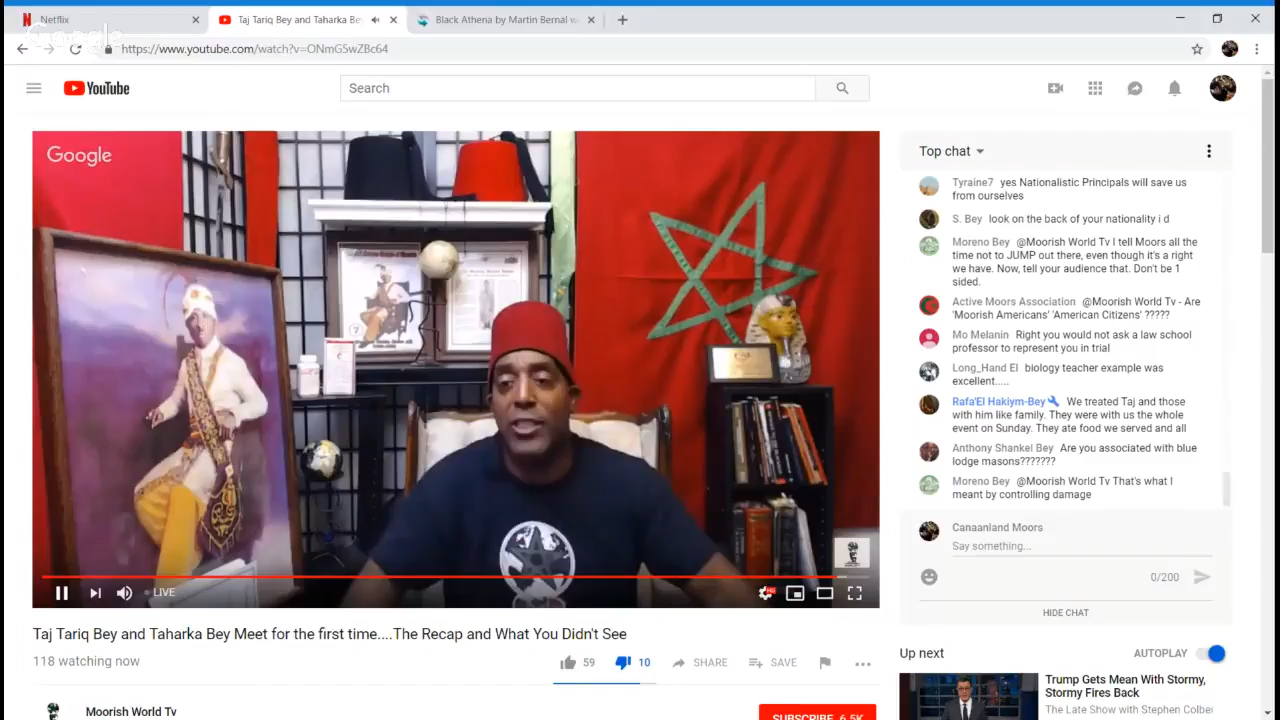 Netflix
Taj Tariq Bey and Taharka Be
Black Athena by Martin Bernal w
Google
https://www.youtube.com/watch?v=ONmG5wZBc64
YouTube
Search
Google
LIVE
Taj Tariq Bey and Taharka Bey Meet for the first time....The Recap and What You Didn't See
118 watching now
59
10
SHARE
SAVE
Moorish World Tv
SUBSCRIBE 6.5K
Top chat
Tyraine7 yes Nationalistic Principals will save us
from ourselves
S. Bey look on the back of your nationality i d
Moreno Bey @Moorish World Tv I tell Moors all the
time not to JUMP out there, even though it's a right
we have. Now, tell your audience that. Don't be 1
sided.
Active Moors Association @Moorish World Tv - Are
'Moorish Americans' 'American Citizens' ?????
Mo Melanin Right you would not ask a law school
professor to represent you in trial
Long_Hand El biology teacher example was
excellent.....
Rafa'El Hakiym-Bey We treated Taj and those
with him like family. They were with us the whole
event on Sunday. They ate food we served and all
Anthony Shankel Bey Are you associated with blue
lodge masons???????
Moreno Bey @Moorish World Tv That's what I
meant by controlling damage
Canaanland Moors
Say something...
0/200
HIDE CHAT
Up next
AUTOPLAY
Trump Gets Mean With Stormy,
Stormy Fires Back
The Late Show with Stephen Colber